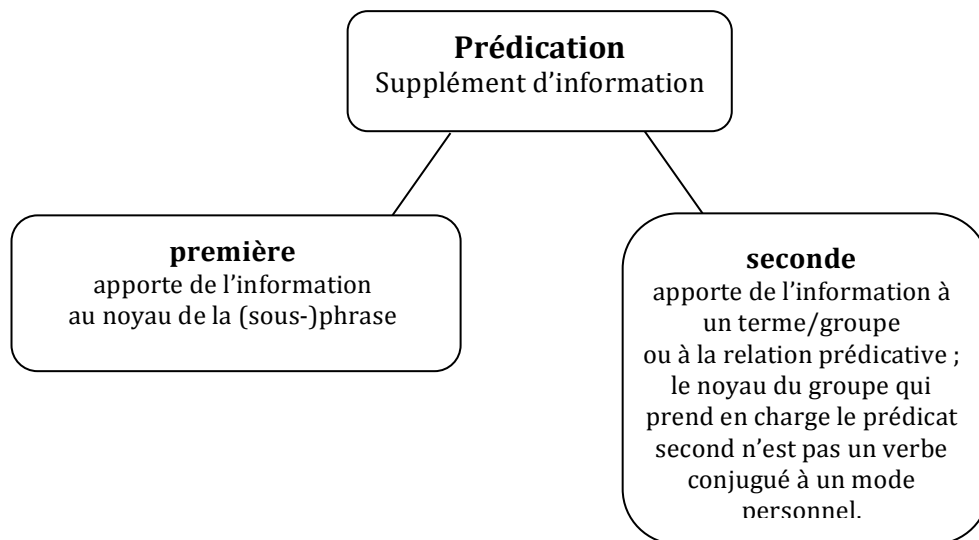 Prédication
Supplément d’information
première
apporte de l’information
au noyau de la (sous-)phrase
seconde
apporte de l’information à
un terme/groupe
ou à la relation prédicative ;
le noyau du groupe qui
prend en charge le prédicat
second n’est pas un verbe
conjugué à un mode
personnel.